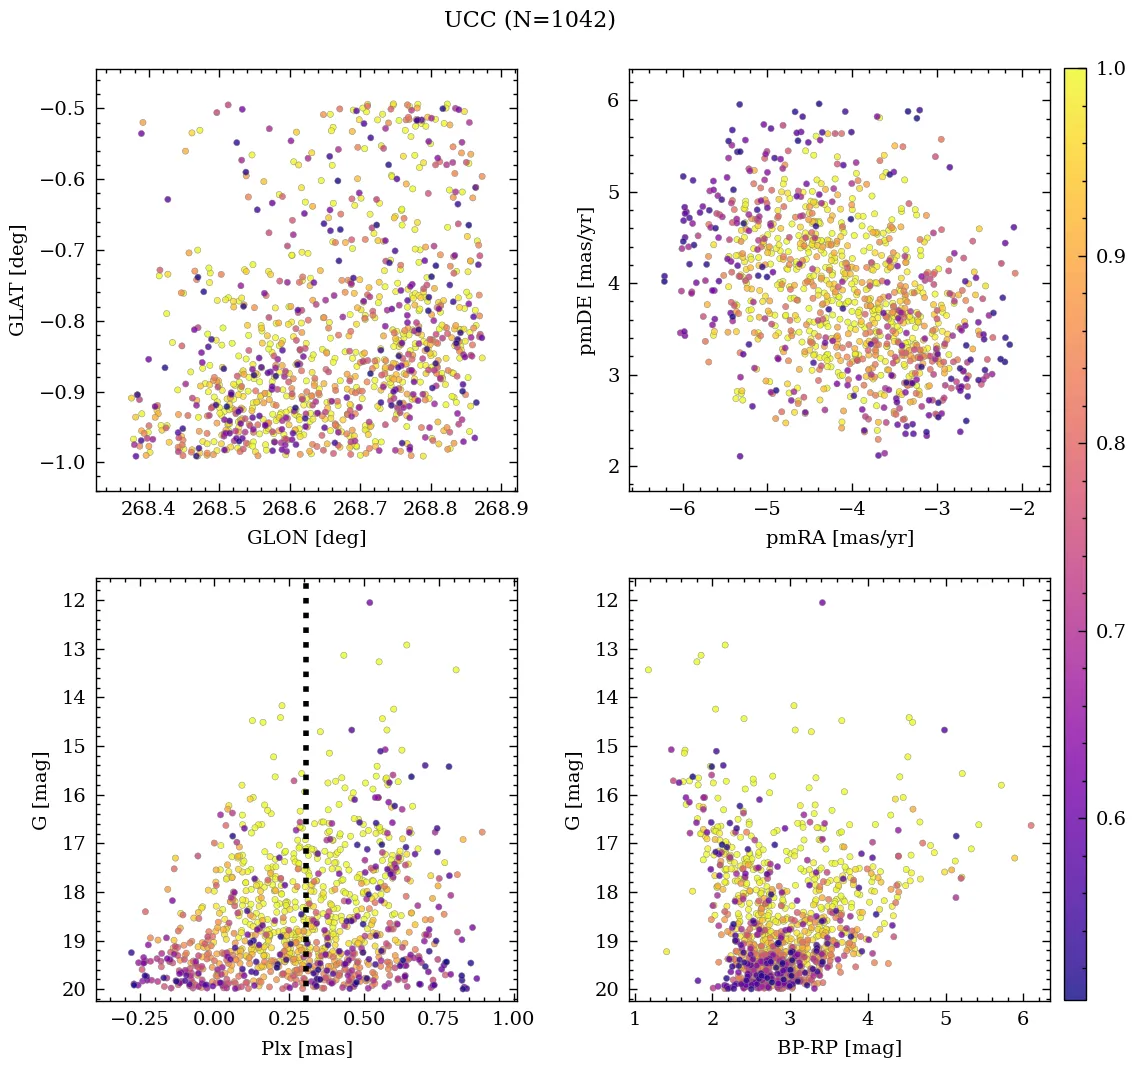 UCC (N=1042)
−0.5
−0.6
−0.7
−0.8
−0.9
−1.0
GLAT [deg]
268.4 268.5 268.6 268.7 268.8 268.9
GLON [deg]
6
5
4
3
2
pmDE [mas/yr]
−6 −5 −4 −3 −2
pmRA [mas/yr]
12
13
14
15
16
17
18
19
20
G [mag]
−0.25 0.00 0.25 0.50 0.75 1.00
Plx [mas]
12
13
14
15
16
17
18
19
20
G [mag]
1 2 3 4 5 6
BP-RP [mag]
1.0
0.9
0.8
0.7
0.6